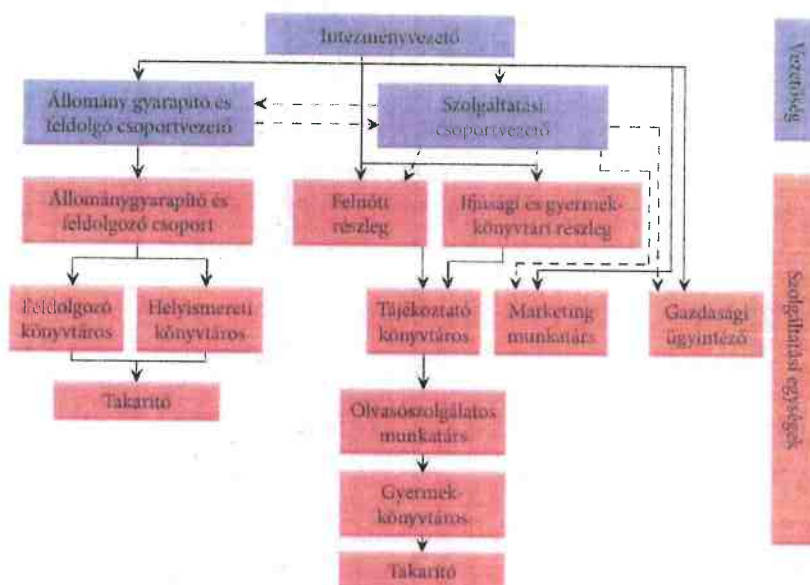 Intézményvezető
Vezetőség
Állomány gyarapító és
feldolgó csoportvezető
Szolgáltatási
csoportvezető
Állománygyarapító és
feldolgozó csoport
Felnőtt
részleg
Ifjúsági és gyermek-
könyvtári részleg
Szolgáltatási egységek
Feldolgozó
könyvtáros
Helyismereti
könyvtáros
Tájékoztató
könyvtáros
Marketing
munkatárs
Gazdasági
ügyintéző
Takarító
Olvasószolgálatos
munkatárs
Gyermek-
könyvtáros
Takarító